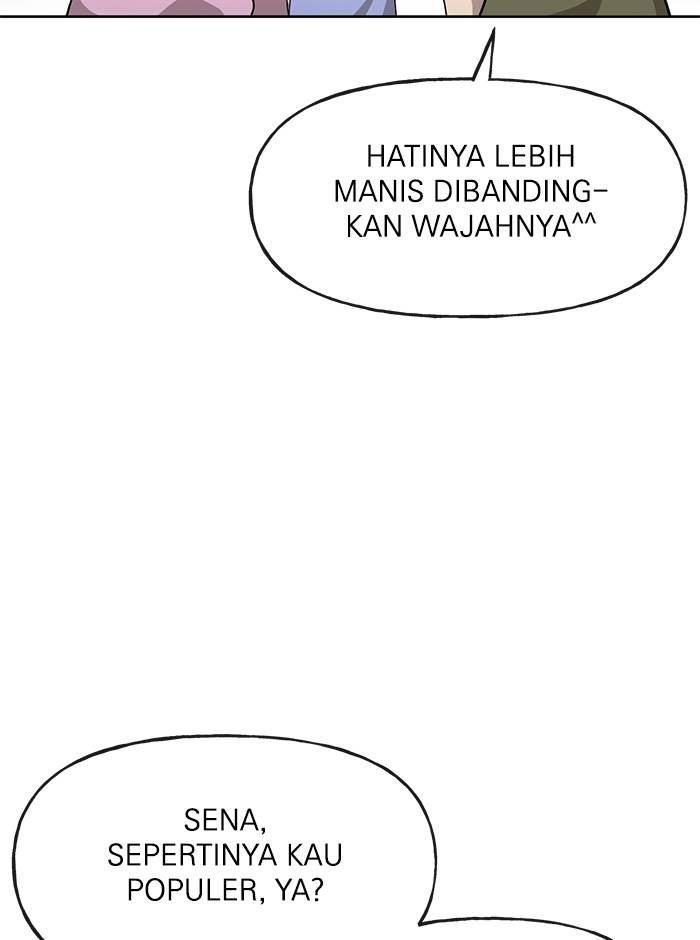 HATINYA LEBIH
MANIS DIBANDING-
KAN WAJAHNYA^^
SENA,
SEPERTINYA KAU
POPULER, YA?